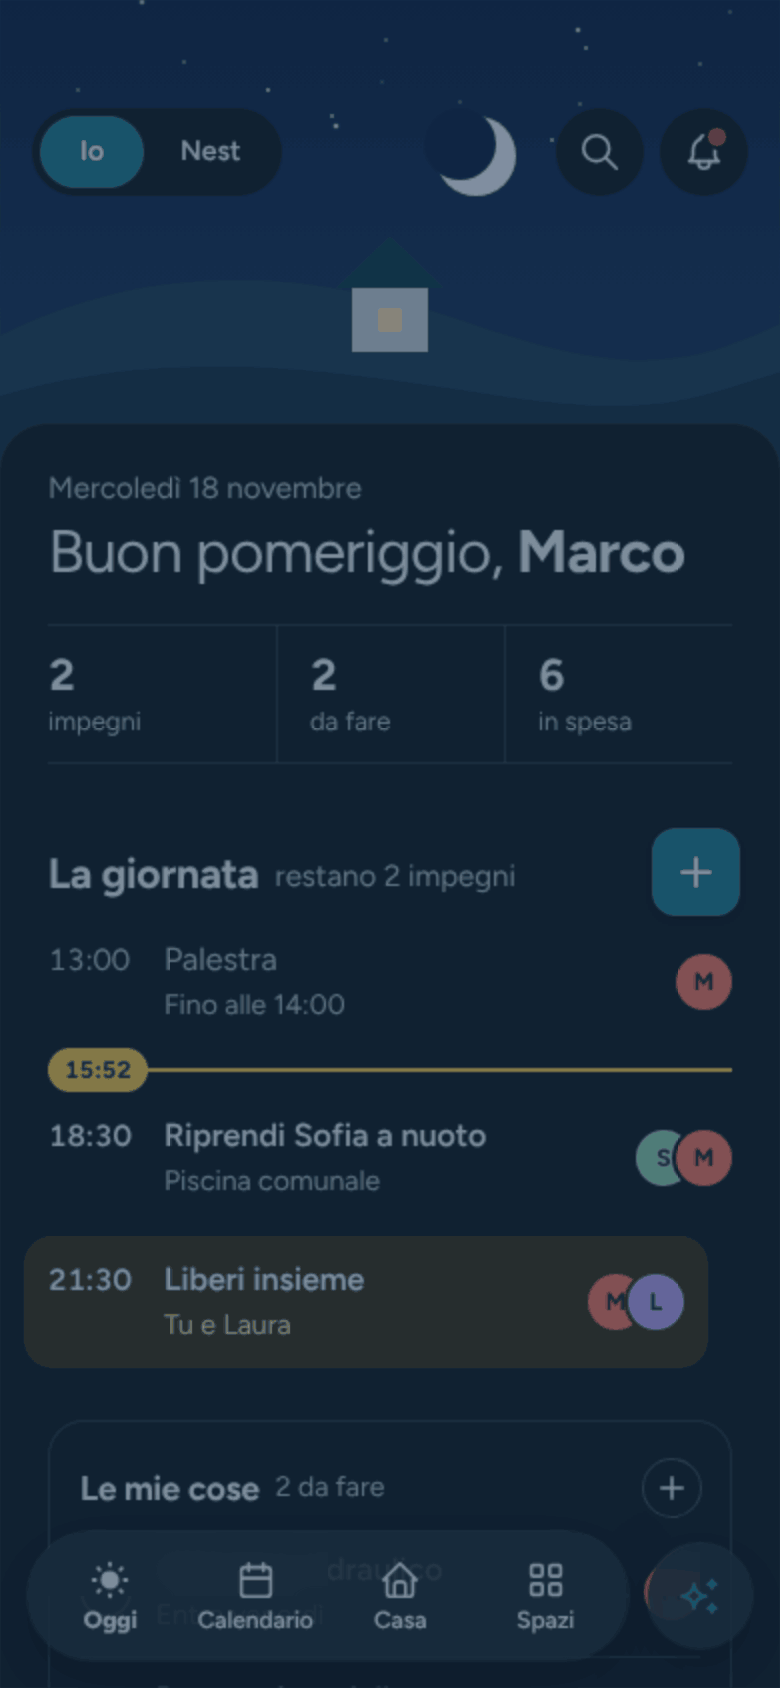 Io Nest
Mercoledì 18 novembre
Buon pomeriggio, Marco
2 2 6
impegni da fare in spesa
La giornata restano 2 impegni
13:00 Palestra M
Fino alle 14:00
15:52
18:30 Riprendi Sofia a nuoto S M
Piscina comunale
21:30 Liberi insieme M L
Tu e Laura
Le mie cose 2 da fare
Oggi Calendario Casa Spazi